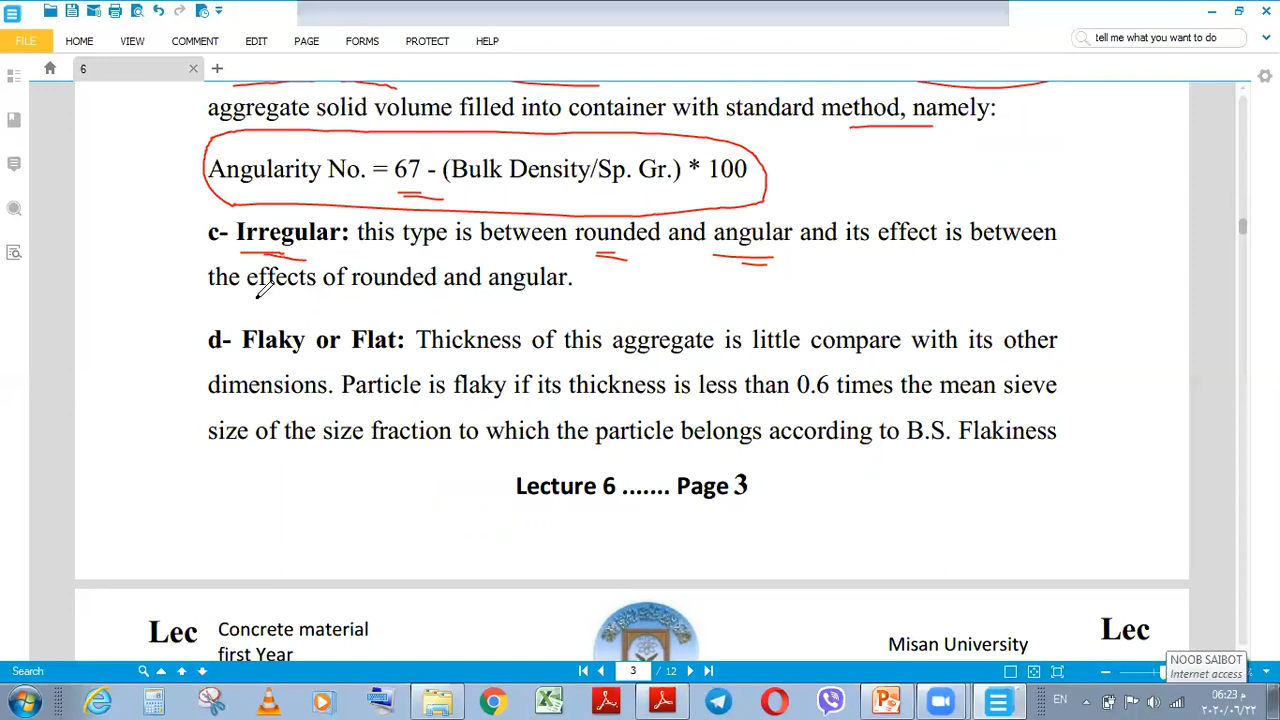 tell me what you want to do
FILE HOME VIEW COMMENT EDIT PAGE FORMS PROTECT HELP
6
aggregate solid volume filled into container with standard method, namely:
Angularity No. = 67 - (Bulk Density/Sp. Gr.) * 100
c- Irregular: this type is between rounded and angular and its effect is between
the effects of rounded and angular.
d- Flaky or Flat: Thickness of this aggregate is little compare with its other
dimensions. Particle is flaky if its thickness is less than 0.6 times the mean sieve
size of the size fraction to which the particle belongs according to B.S. Flakiness
Lecture 6 ....... Page 3
Lec Concrete material Misan University Lec
first Year
NOOB SAIBOT
Internet access
Search 3 / 12
EN
06:23 م
٢٠٢٠/٠٦/٢٢